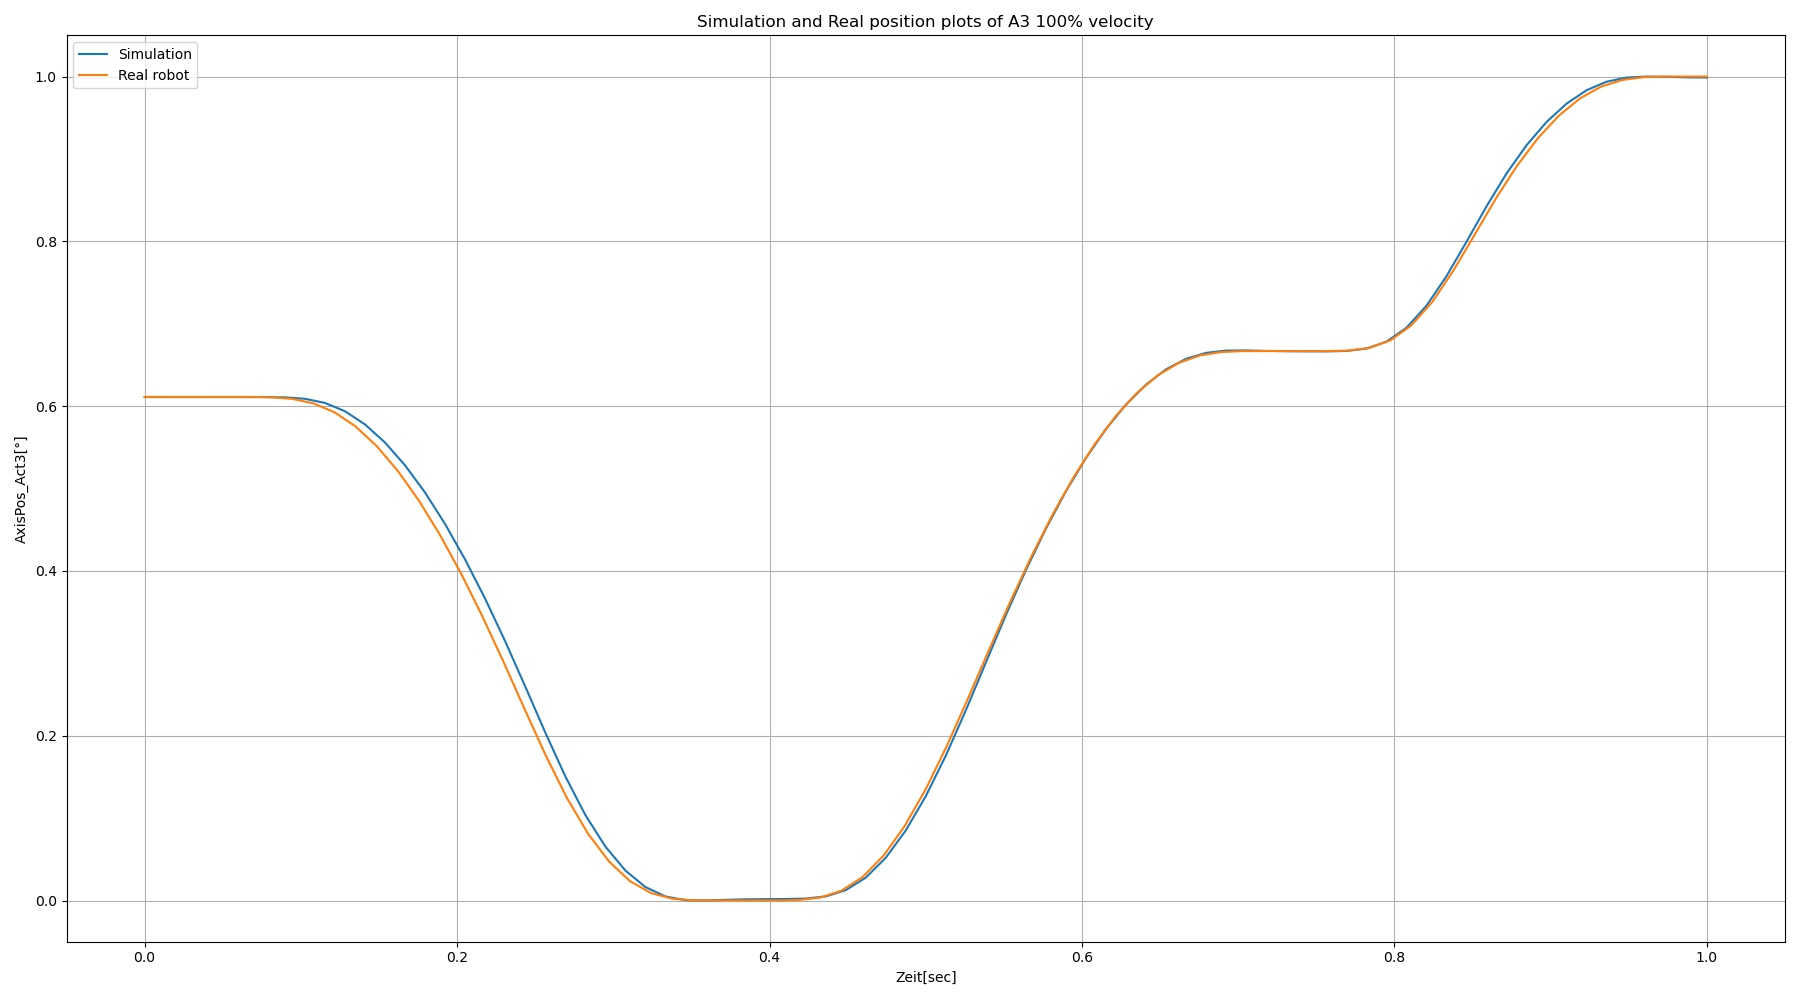 Simulation and Real position plots of A3 100% velocity
Simulation
Real robot
AxisPos_Act3[°]
1.0
0.8
0.6
0.4
0.2
0.0
0.0 0.2 0.4 0.6 0.8 1.0
Zeit[sec]